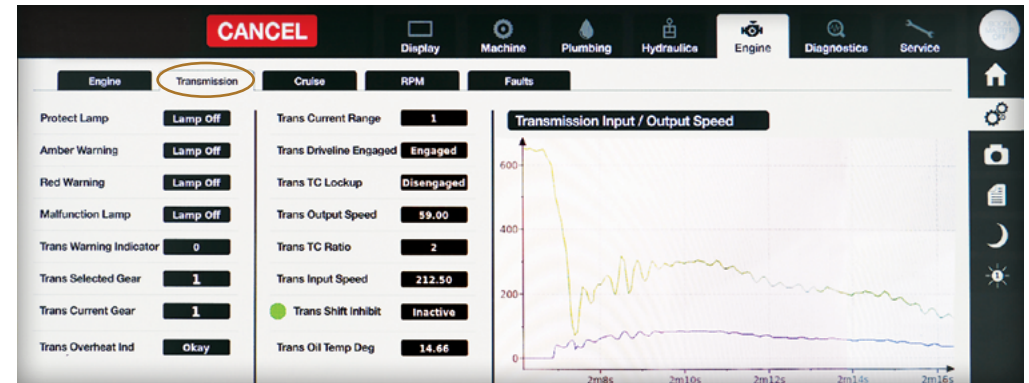 CANCEL
Display
Machine
Plumbing
Hydraulics
Engine
Diagnostics
Service
Engine
Transmission
Cruise
RPM
Faults
Protect Lamp Lamp Off
Amber Warning Lamp Off
Red Warning Lamp Off
Malfunction Lamp Lamp Off
Trans Warning Indicator 0
Trans Selected Gear 1
Trans Current Gear 1
Trans Overheat Ind Okay
Trans Current Range 1
Trans Driveline Engaged Engaged
Trans TC Lockup Disengaged
Trans Output Speed 59.00
Trans TC Ratio 2
Trans Input Speed 212.50
Trans Shift Inhibit Inactive
Trans Oil Temp Deg 14.66
Transmission Input / Output Speed
600
400
200
0
2m8s 2m10s 2m12s 2m14s 2m16s
1